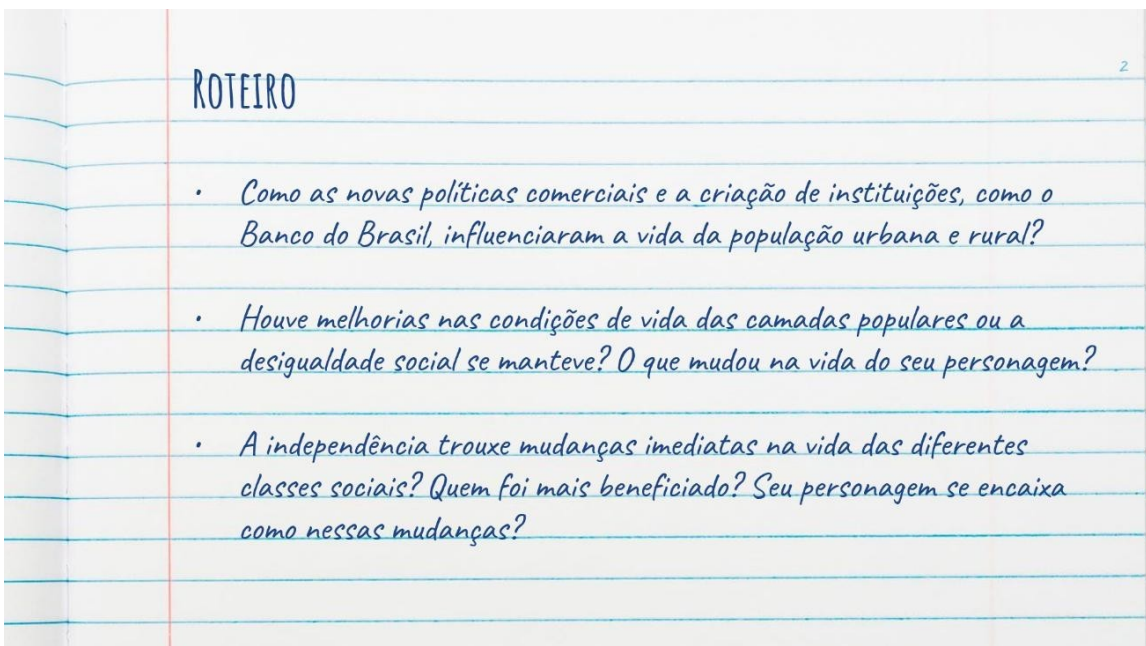 2
ROTEIRO
• Como as novas políticas comerciais e a criação de instituições, como o
Banco do Brasil, influenciaram a vida da população urbana e rural?
• Houve melhorias nas condições de vida das camadas populares ou a
desigualdade social se manteve? O que mudou na vida do seu personagem?
• A independência trouxe mudanças imediatas na vida das diferentes
classes sociais? Quem foi mais beneficiado? Seu personagem se encaixa
como nessas mudanças?